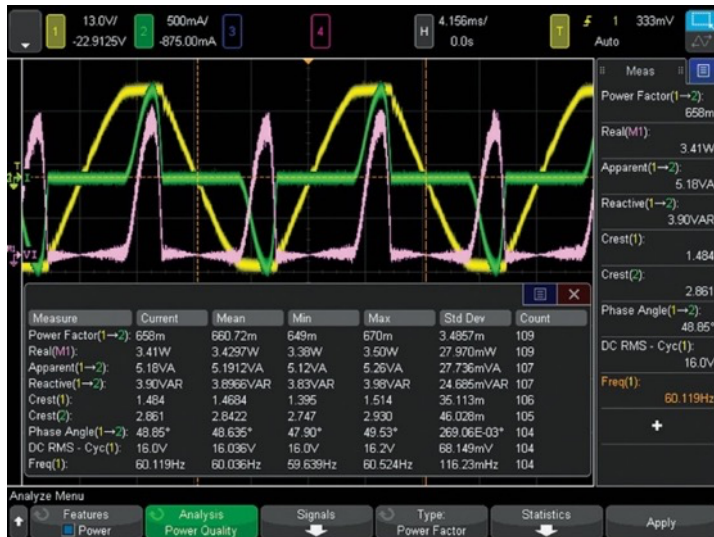 1 13.0V/ 2 500mA/ 3 4 H 4.156ms/ T 1 333mV
-22.9125V -875.00mA 0.0s Auto
Meas
Power Factor(1→2):
658m
Real(M1):
3.41W
Apparent(1→2):
5.18VA
Reactive(1→2):
3.90VAR
Crest(1):
1.484
Crest(2):
2.861
Phase Angle(1→2):
48.85°
DC RMS - Cyc(1):
16.0V
Freq(1):
60.119Hz
+
T
I
VI
Measure Current Mean Min Max Std Dev Count
Power Factor(1→2): 658m 660.72m 649m 670m 3.4857m 109
Real(M1): 3.41W 3.4297W 3.38W 3.50W 27.970mW 109
Apparent(1→2): 5.18VA 5.1912VA 5.12VA 5.26VA 27.736mVA 107
Reactive(1→2): 3.90VAR 3.8966VAR 3.83VAR 3.98VAR 24.685mVAR 107
Crest(1): 1.484 1.4684 1.395 1.514 35.113m 106
Crest(2): 2.861 2.8422 2.747 2.930 46.028m 105
Phase Angle(1→2): 48.85° 48.635° 47.90° 49.53° 269.06E-03° 104
DC RMS - Cyc(1): 16.0V 16.036V 16.0V 16.2V 68.149mV 104
Freq(1): 60.119Hz 60.036Hz 59.639Hz 60.524Hz 116.23mHz 104
Analyze Menu
Features Analysis Signals Type: Statistics Apply
Power Power Quality Power Factor